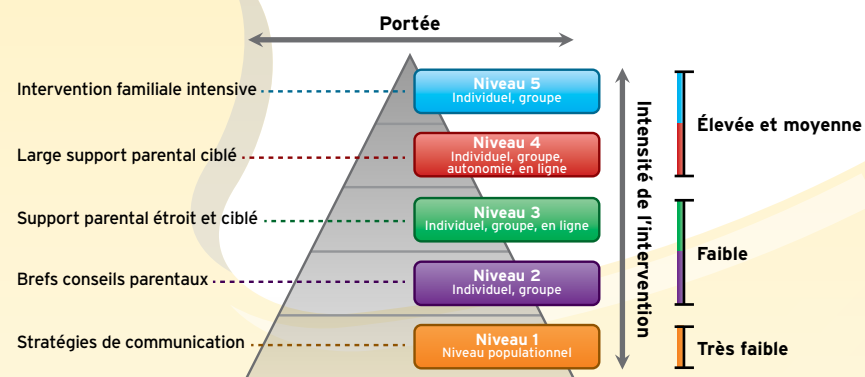 Portée
Intervention familiale intensive
Niveau 5
Individuel, groupe
Large support parental ciblé
Niveau 4
Individuel, groupe,
autonomie, en ligne
Support parental étroit et ciblé
Niveau 3
Individuel, groupe, en ligne
Brefs conseils parentaux
Niveau 2
Individuel, groupe
Stratégies de communication
Niveau 1
Niveau populationnel
Intensité de l'intervention
Élevée et moyenne
Faible
Très faible